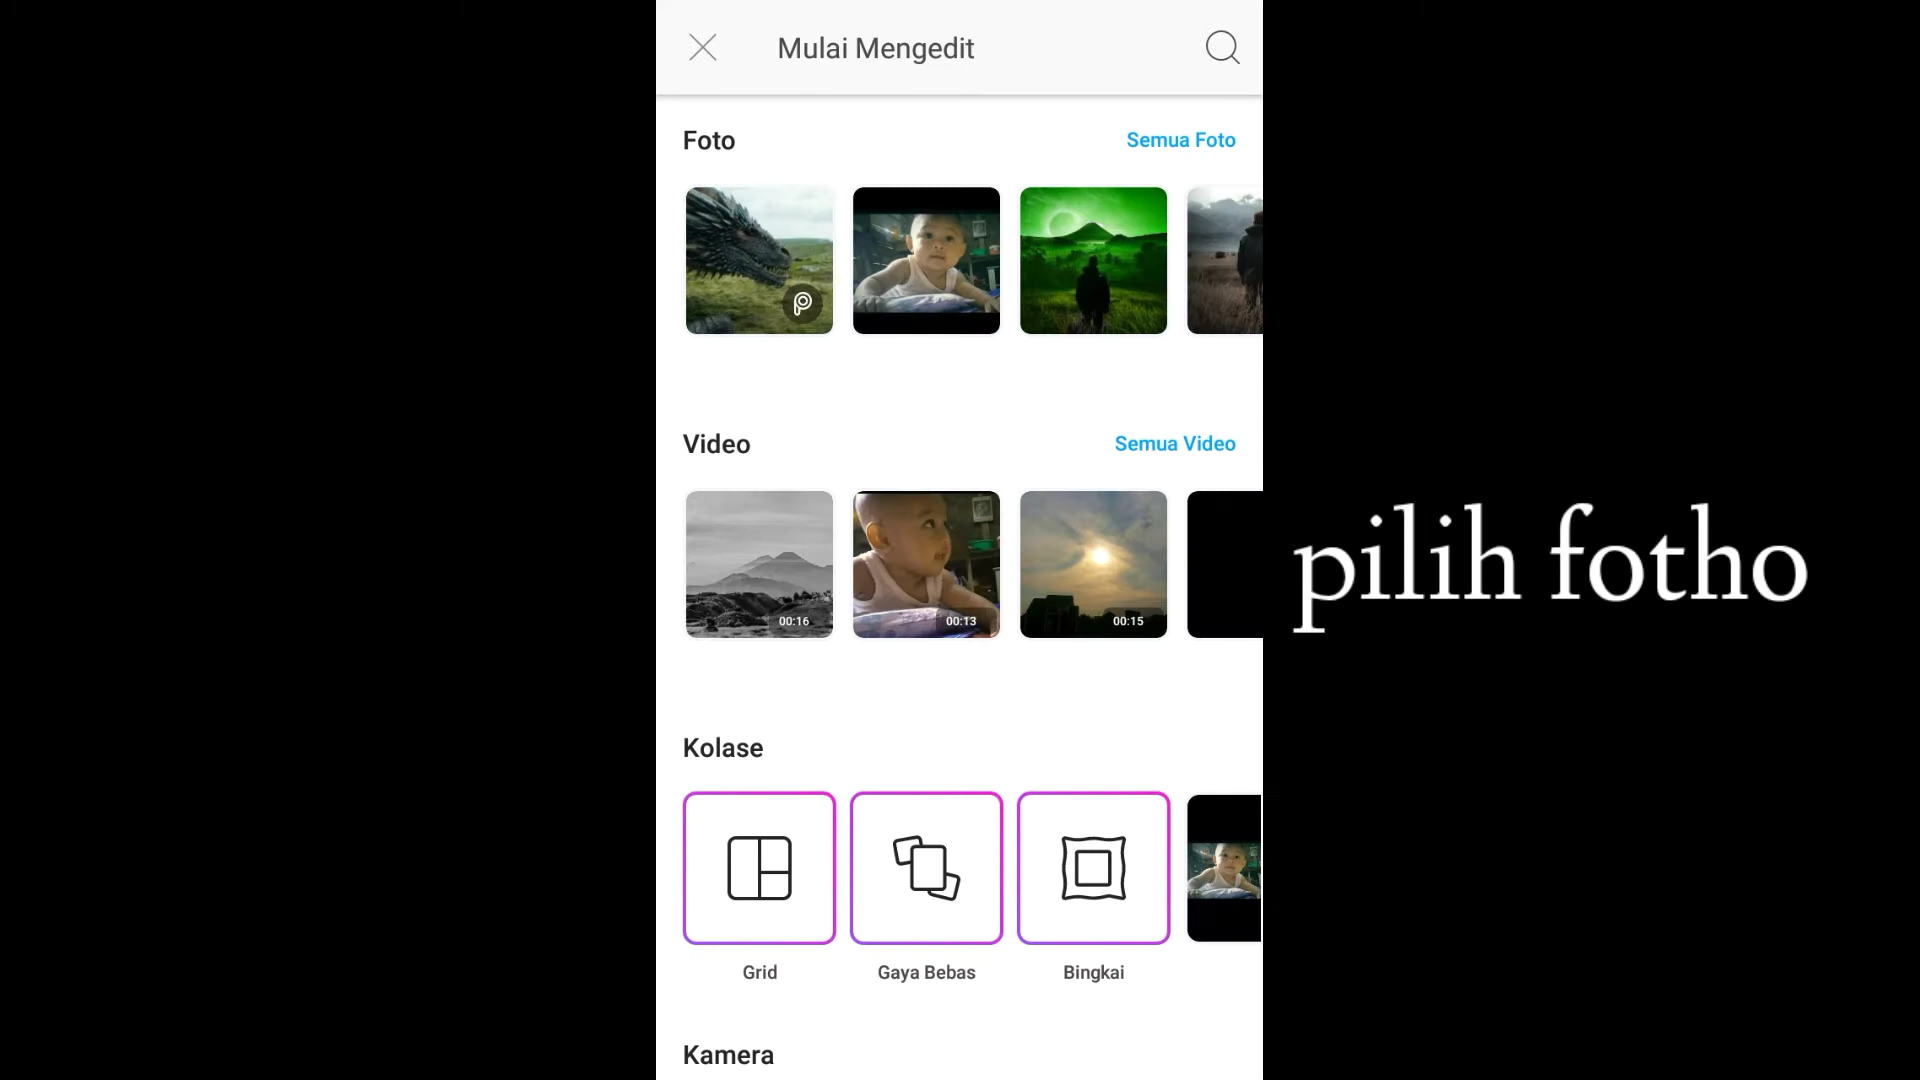 Mulai Mengedit
Foto
Semua Foto
Video
Semua Video
00:16
00:13
00:15
pilih fotho
Kolase
Grid
Gaya Bebas
Bingkai
Kamera